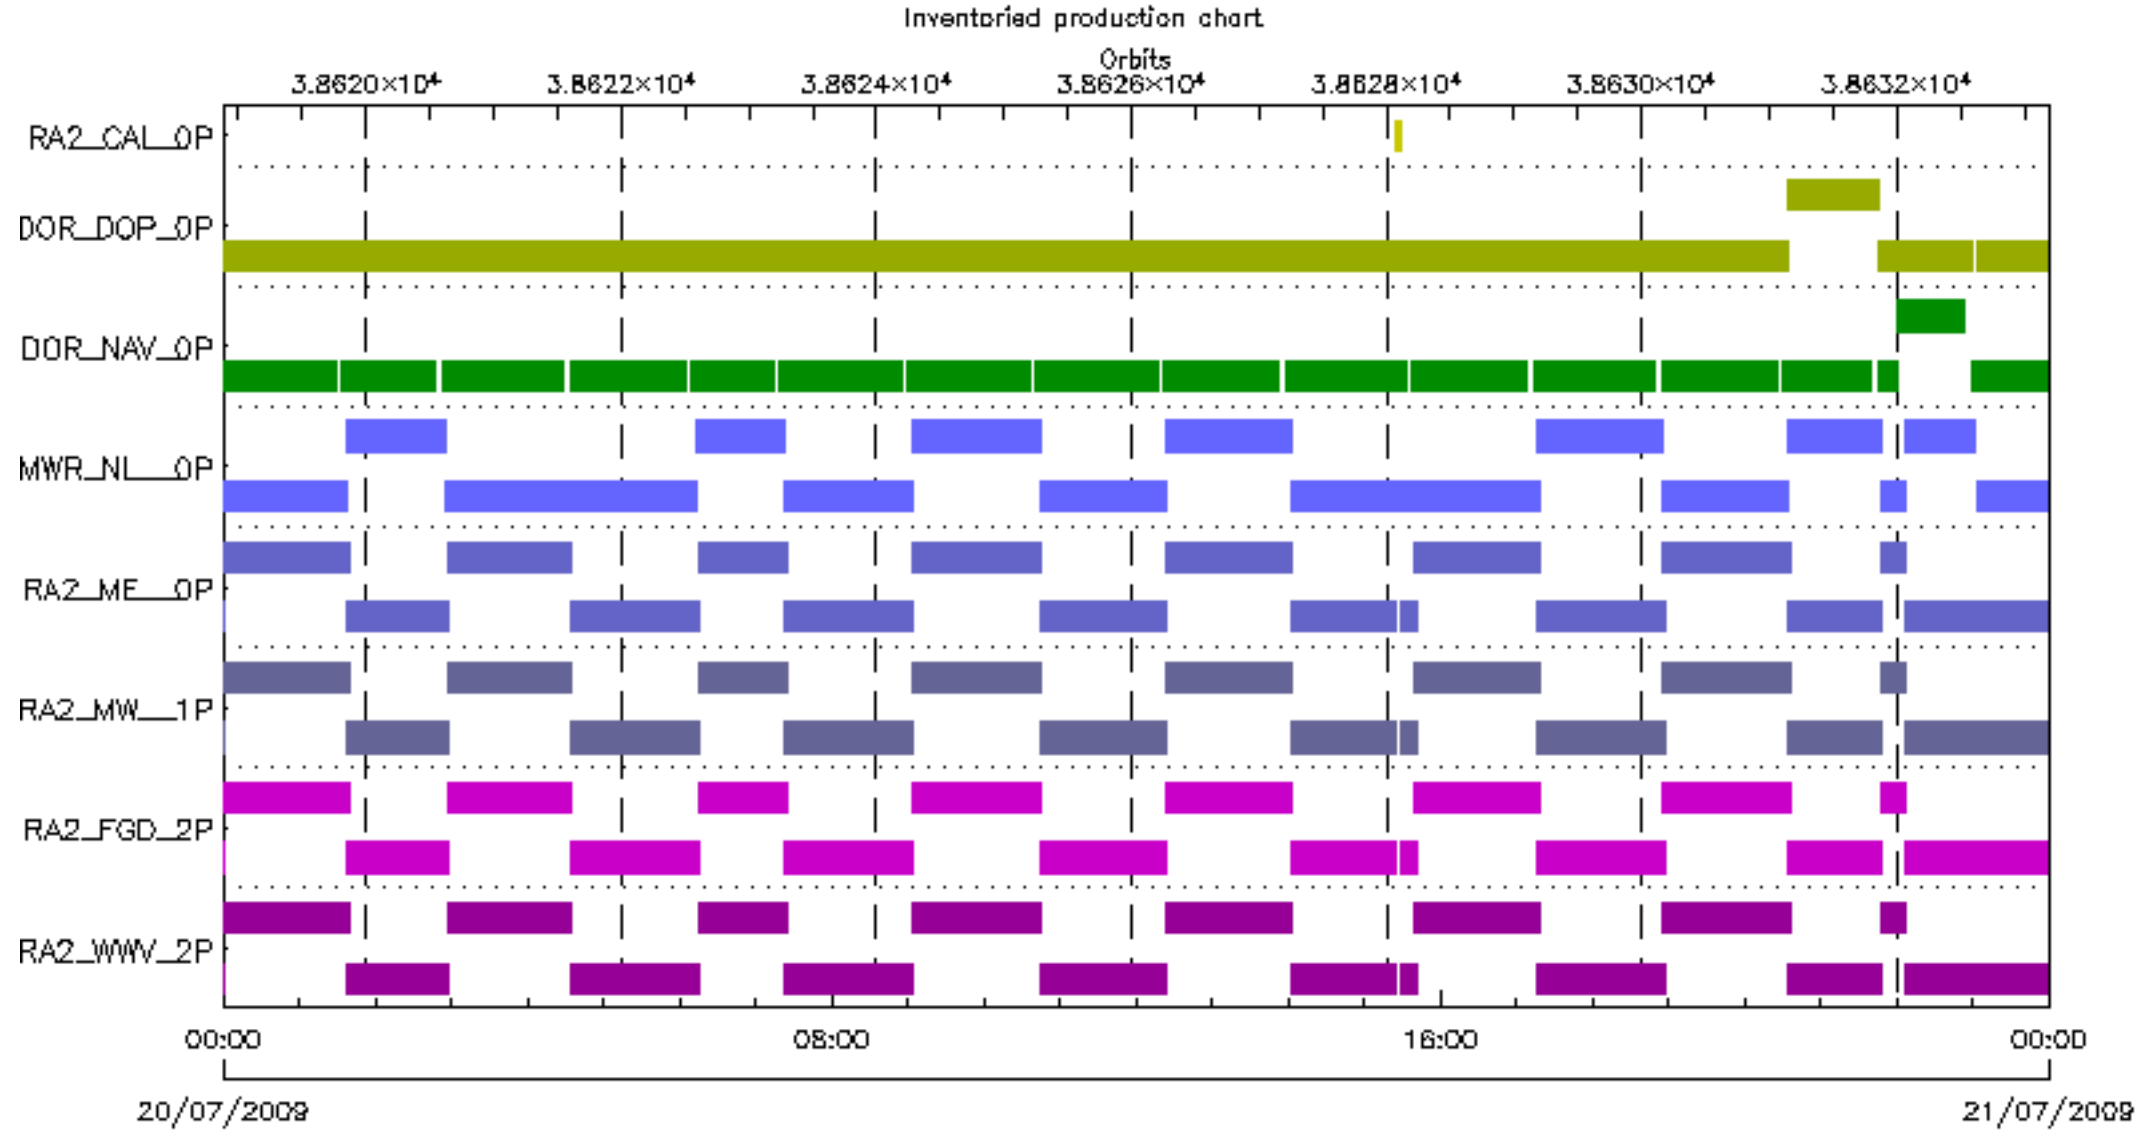 Inventoried production chart
Orbits
3.8620×10⁴ 3.8622×10⁴ 3.8624×10⁴ 3.8626×10⁴ 3.8628×10⁴ 3.8630×10⁴ 3.8632×10⁴
RA2_CAL_0P
DOR_DOP_0P
DOR_NAV_0P
MWR_NL__0P
RA2_ME__0P
RA2_MW__1P
RA2_FGD_2P
RA2_WWV_2P
00:00 08:00 16:00 00:00
20/07/2009 21/07/2009